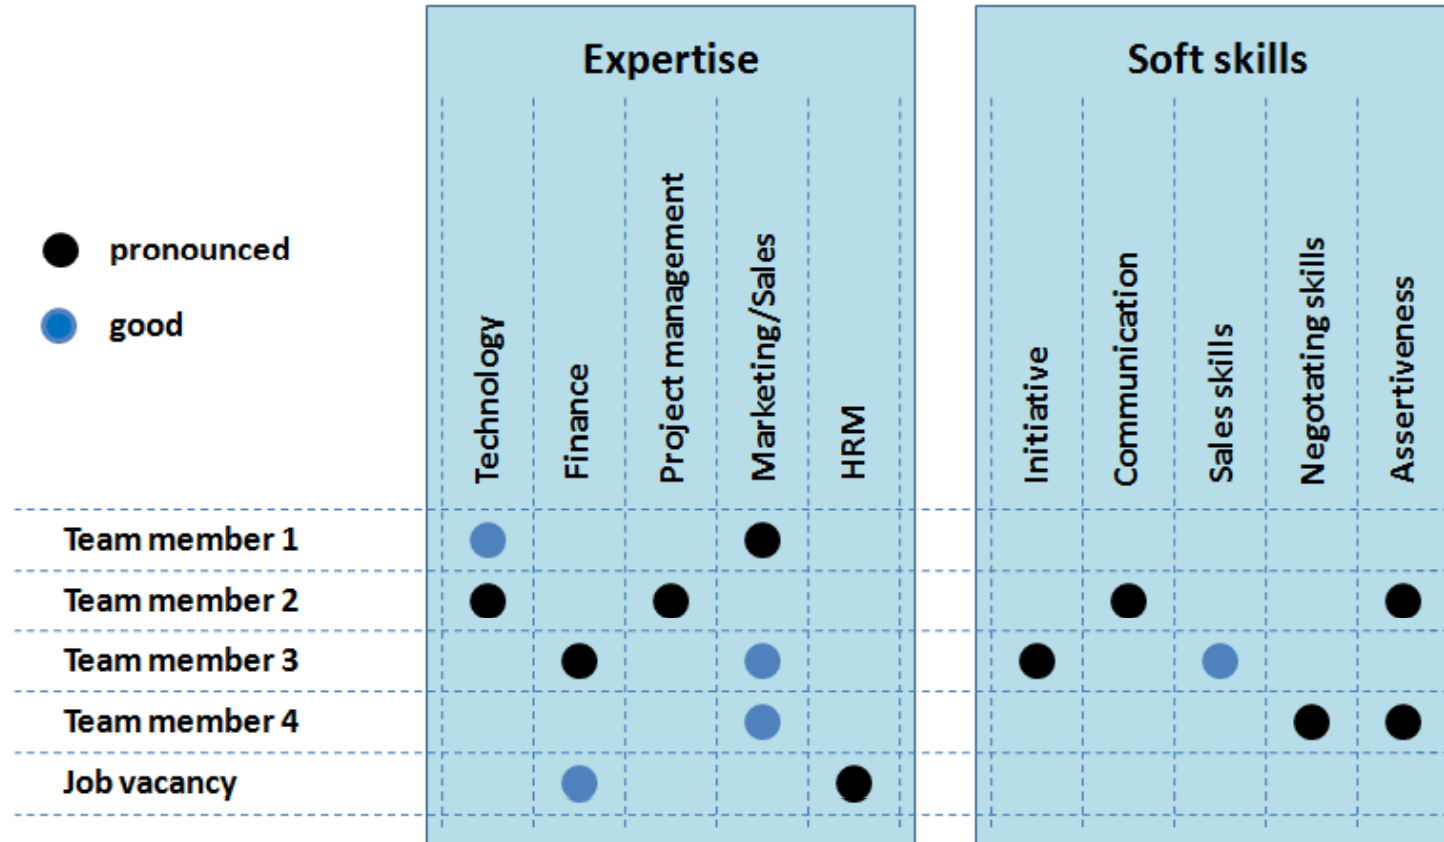 Expertise
Soft skills
pronounced
good
Technology
Finance
Project management
Marketing/Sales
HRM
Initiative
Communication
Sales skills
Negotating skills
Assertiveness
Team member 1
Team member 2
Team member 3
Team member 4
Job vacancy